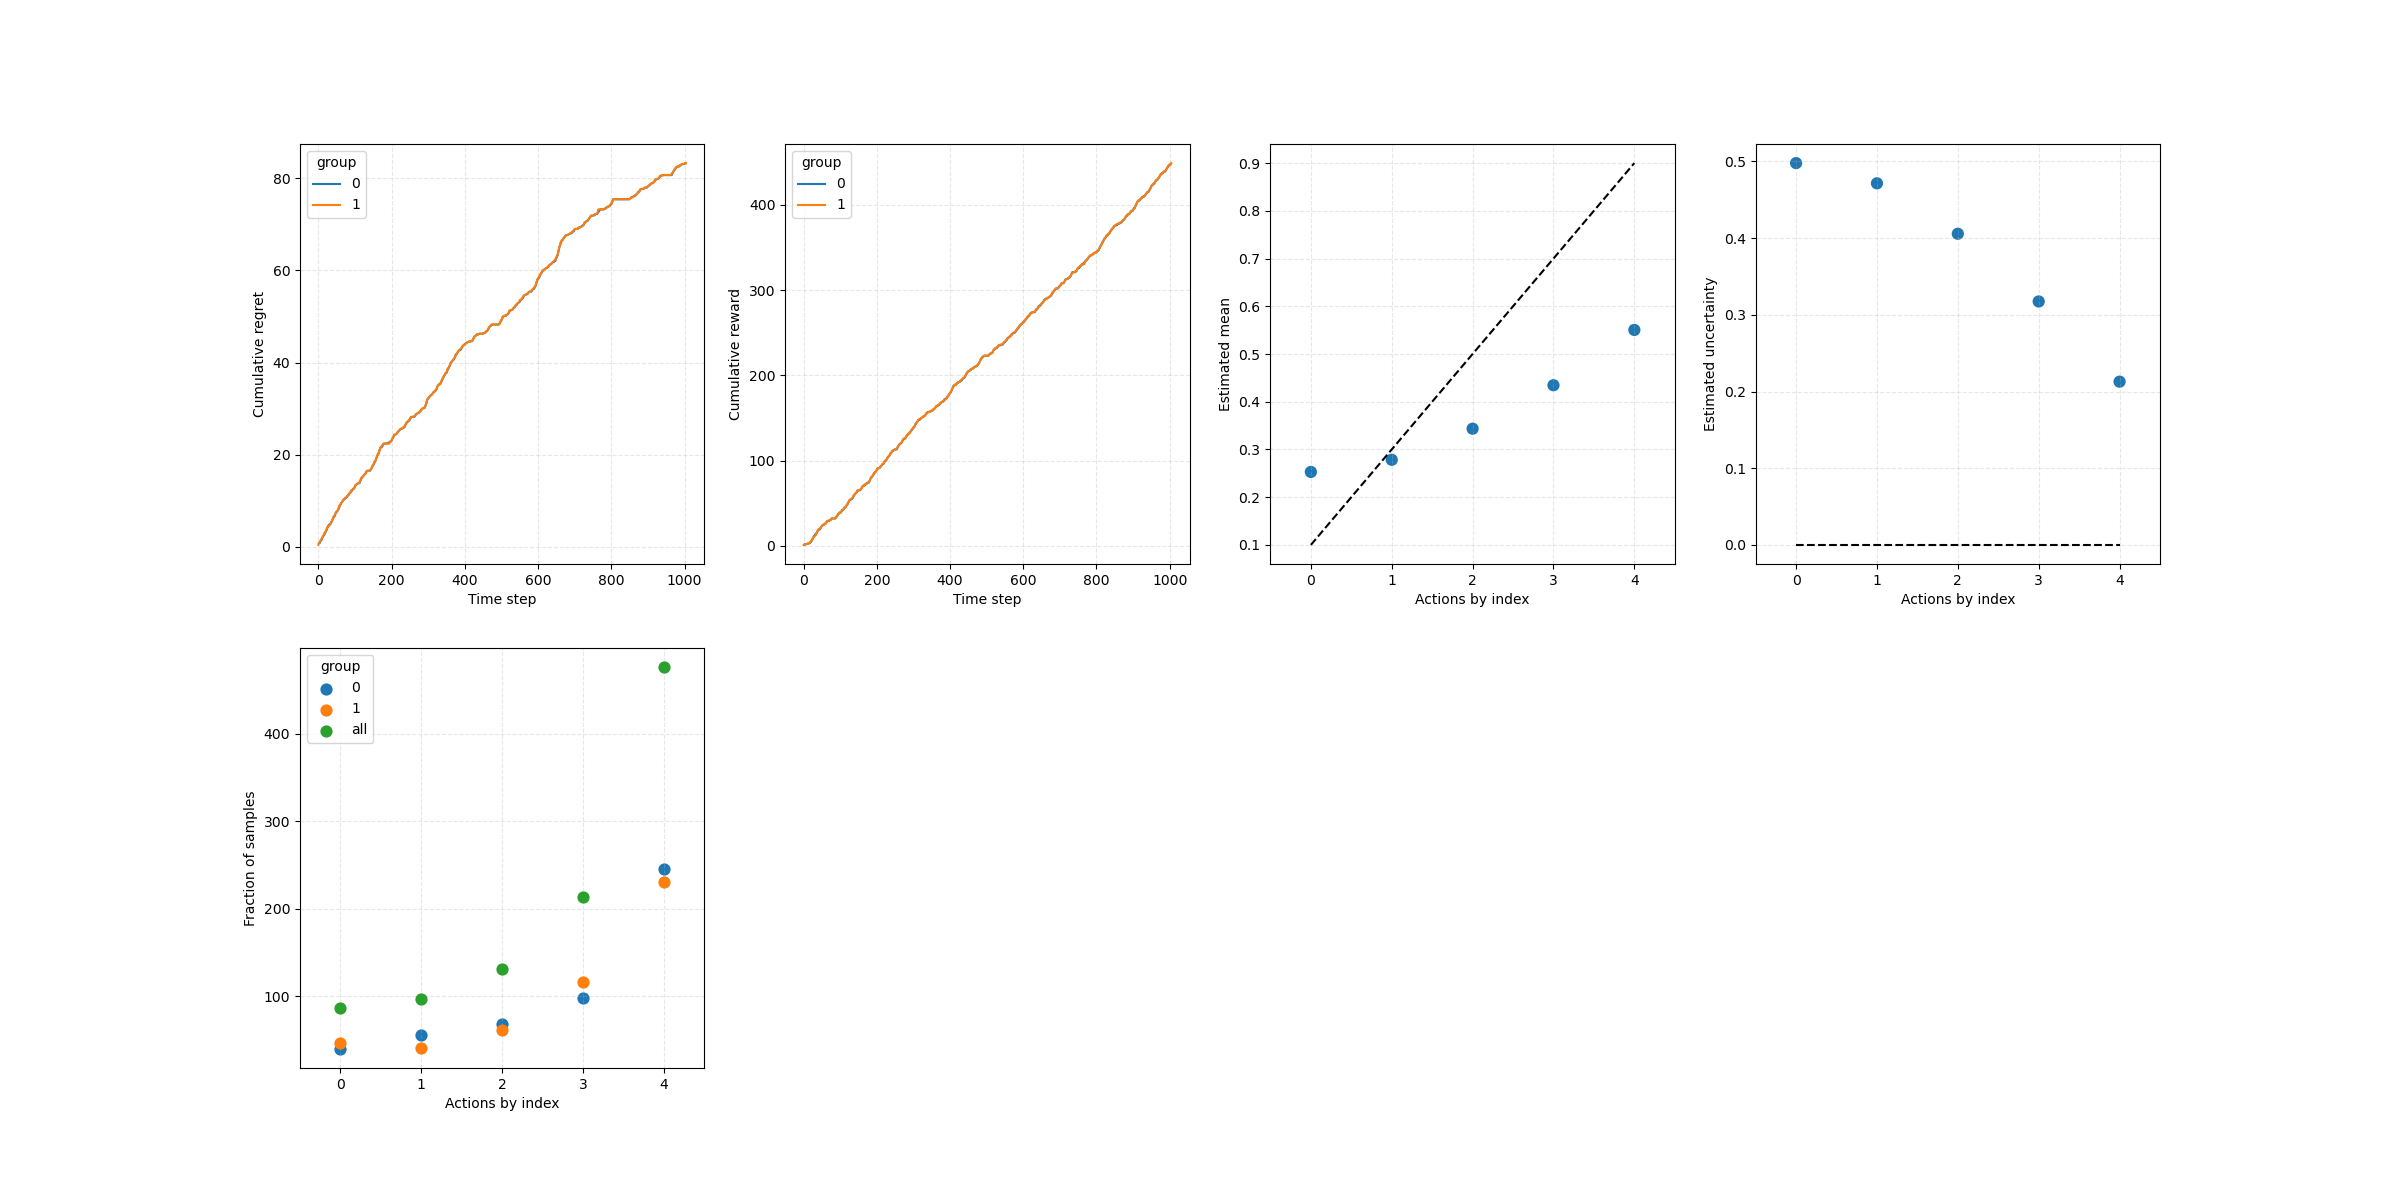 group
0
1
Cumulative regret
80
60
40
20
0
0 200 400 600 800 1000
Time step
group
0
1
Cumulative reward
400
300
200
100
0
0 200 400 600 800 1000
Time step
Estimated mean
0.9
0.8
0.7
0.6
0.5
0.4
0.3
0.2
0.1
0 1 2 3 4
Actions by index
Estimated uncertainty
0.5
0.4
0.3
0.2
0.1
0.0
0 1 2 3 4
Actions by index
group
0
1
all
Fraction of samples
400
300
200
100
0 1 2 3 4
Actions by index